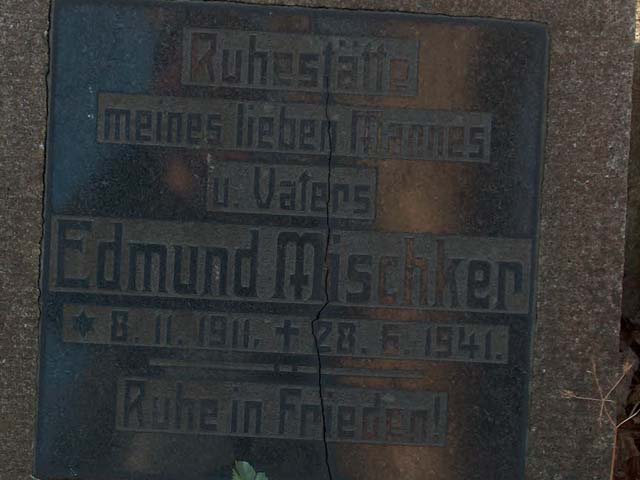 Ruhestätte
meines lieben Mannes
u. Vaters
Edmund Mischker
* 8. 11. 1911. + 28. 6. 1941.
Ruhe in Frieden!